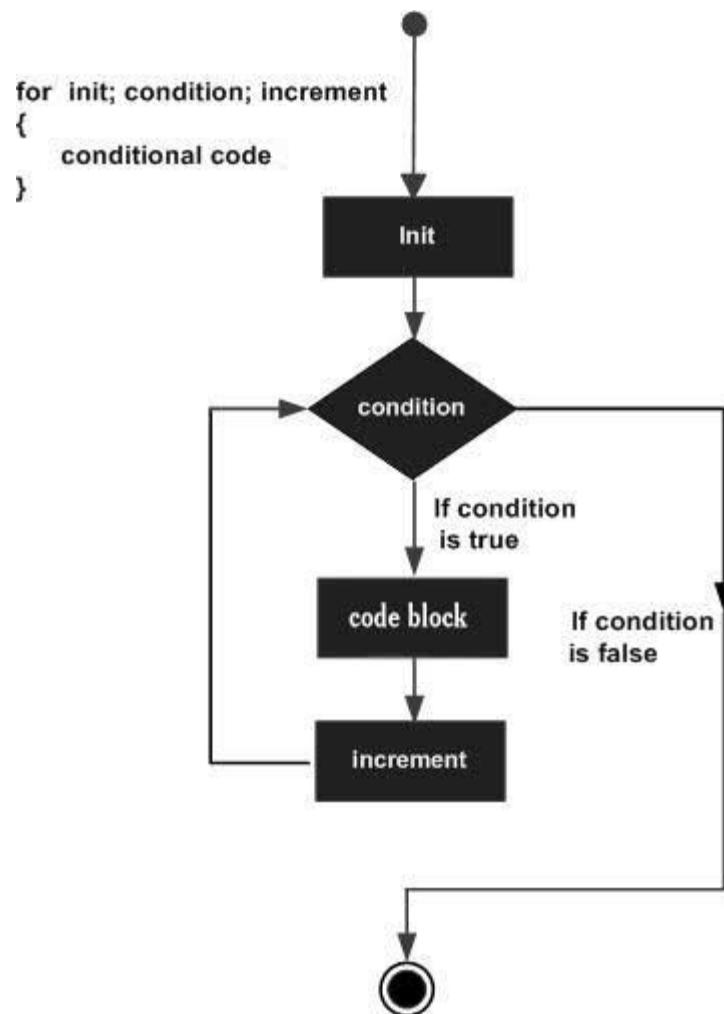 for init; condition; increment
{
conditional code
}
Init
condition
If condition
is true
code block
If condition
is false
increment